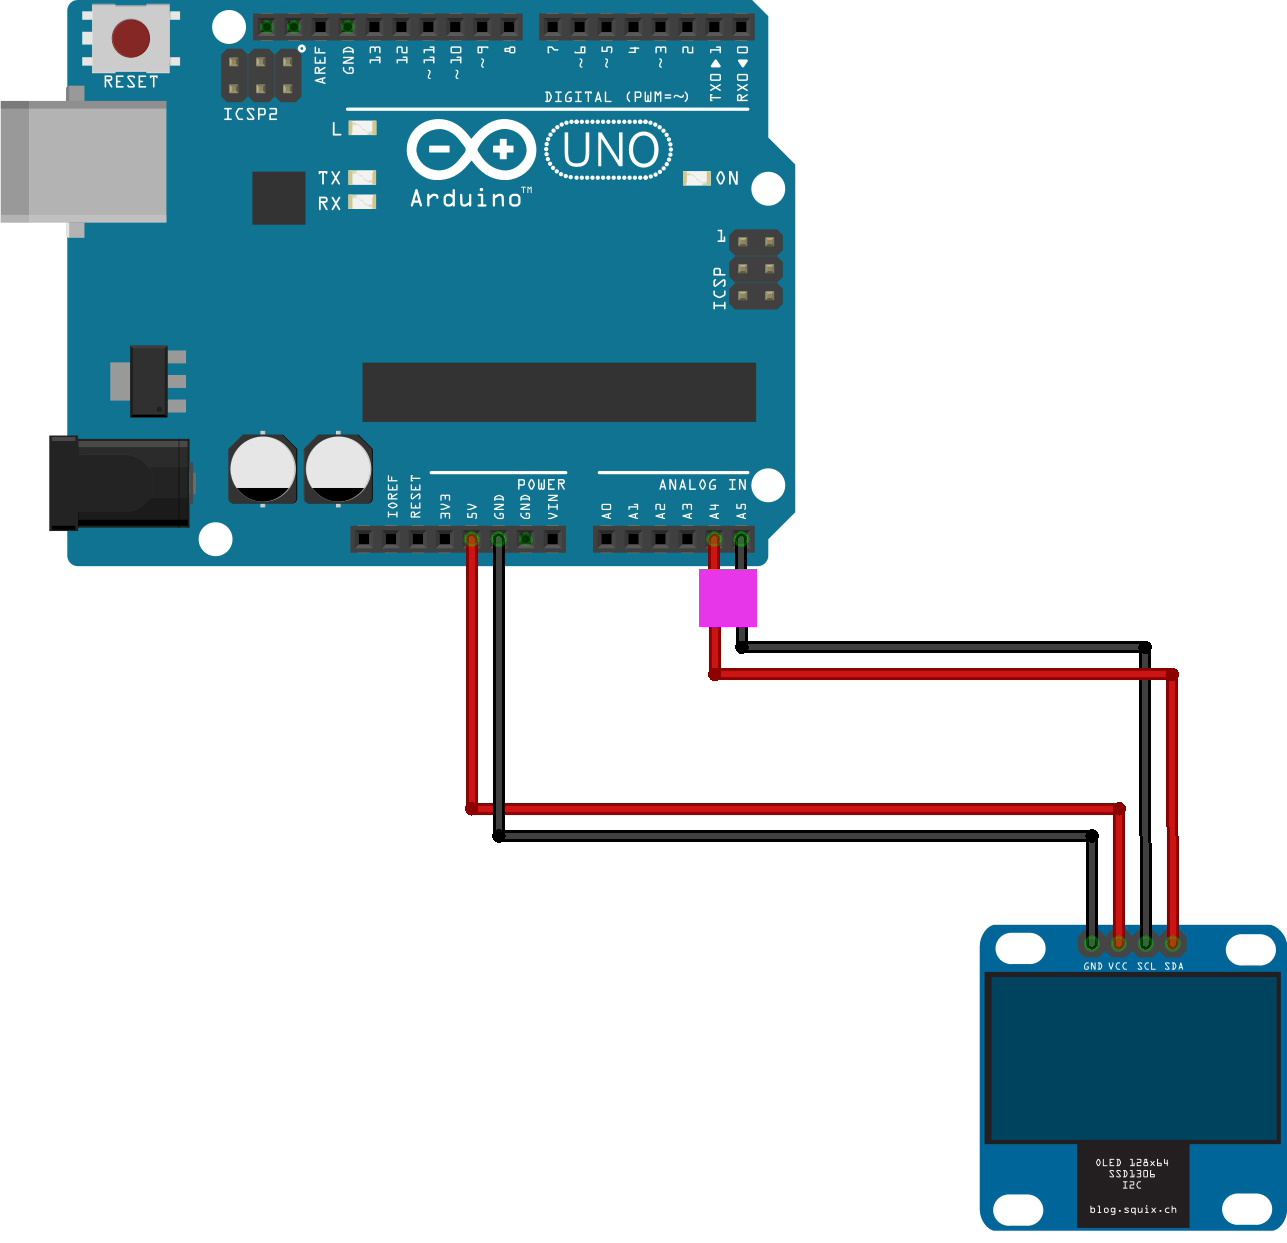 RESET
ICSP2
AREF
GND
13
12
~11
~10
~9
8
7
~6
~5
4
~3
2
TX0▶1
RX0◀0
DIGITAL (PWM=~)
L
TX
RX
UNO
Arduino™
ON
1
ICSP
POWER
ANALOG IN
IOREF
RESET
3V3
5V
GND
GND
VIN
A0
A1
A2
A3
A4
A5
GND VCC SCL SDA
OLED 128x64
SSD1306
I2C
blog.squix.ch